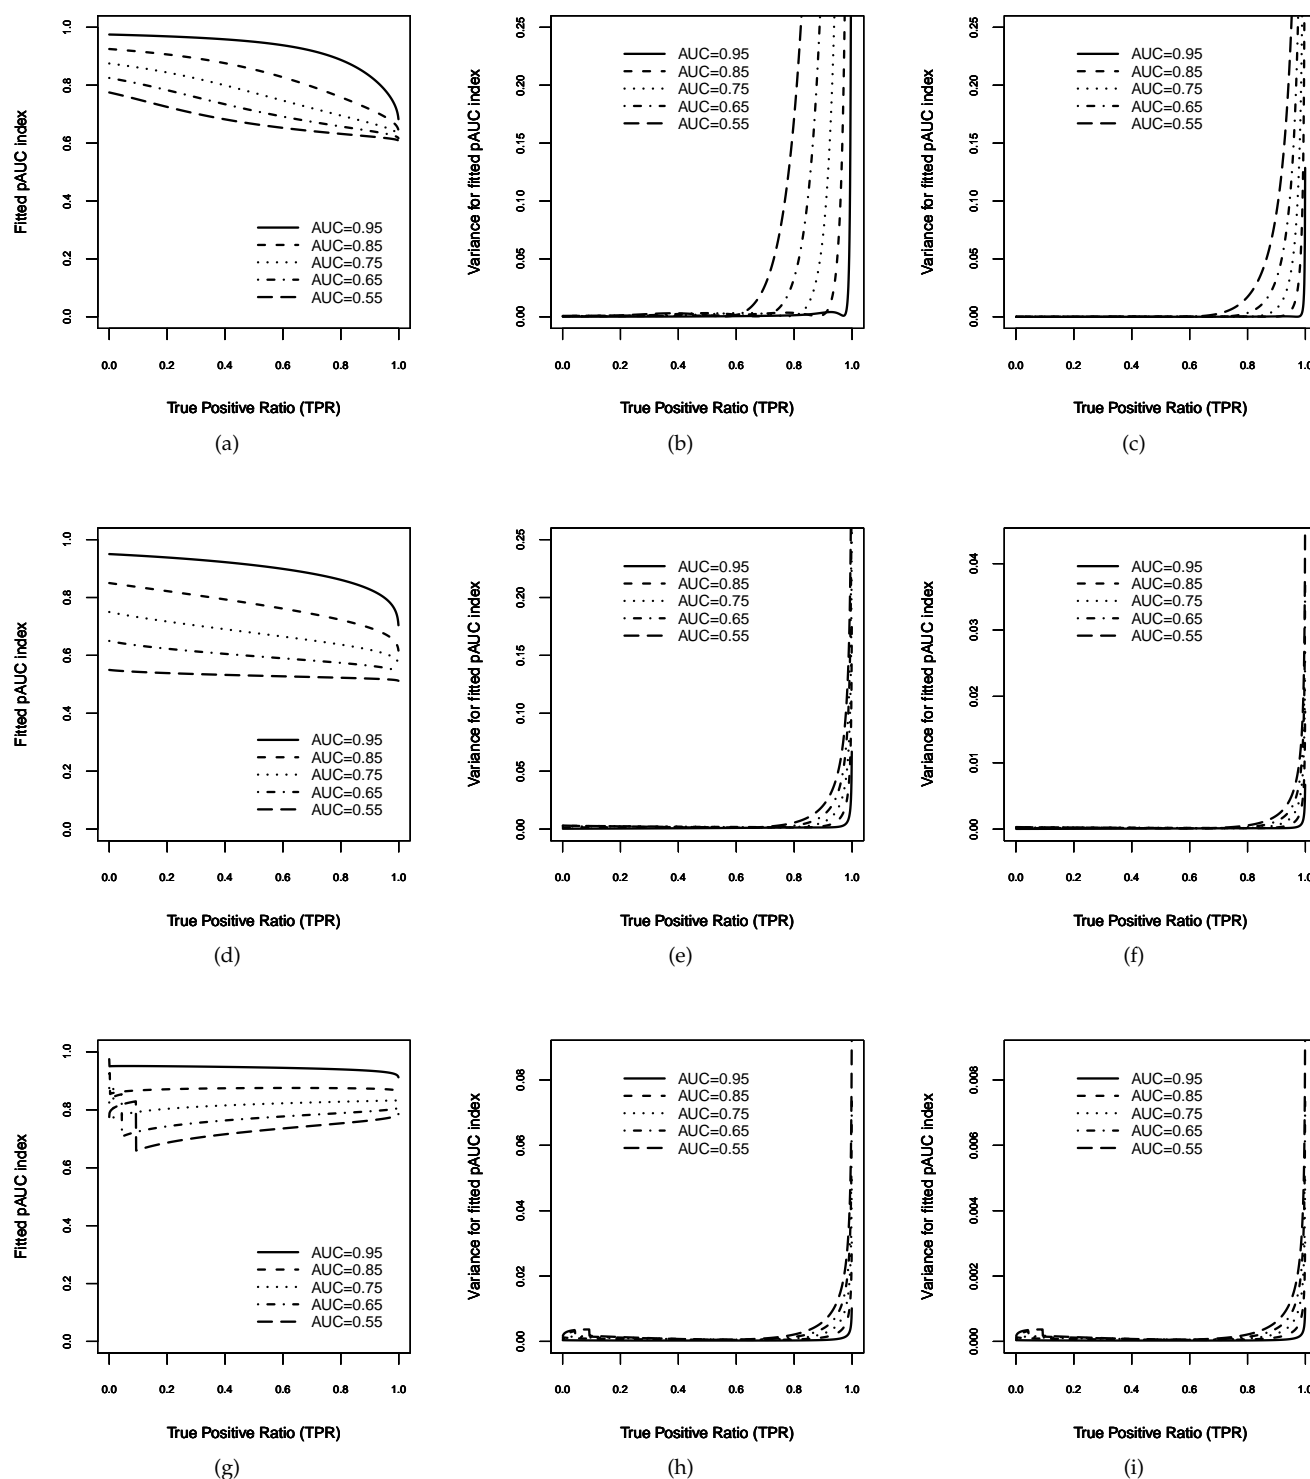 Fitted pAUC index
1.0
0.8
0.6
0.4
0.2
0.0
AUC=0.95
AUC=0.85
AUC=0.75
AUC=0.65
AUC=0.55
0.0 0.2 0.4 0.6 0.8 1.0
True Positive Ratio (TPR)
(a)
Variance for fitted pAUC index
0.25
0.20
0.15
0.10
0.05
0.00
AUC=0.95
AUC=0.85
AUC=0.75
AUC=0.65
AUC=0.55
0.0 0.2 0.4 0.6 0.8 1.0
True Positive Ratio (TPR)
(b)
Variance for fitted pAUC index
0.25
0.20
0.15
0.10
0.05
0.00
AUC=0.95
AUC=0.85
AUC=0.75
AUC=0.65
AUC=0.55
0.0 0.2 0.4 0.6 0.8 1.0
True Positive Ratio (TPR)
(c)
Fitted pAUC index
1.0
0.8
0.6
0.4
0.2
0.0
AUC=0.95
AUC=0.85
AUC=0.75
AUC=0.65
AUC=0.55
0.0 0.2 0.4 0.6 0.8 1.0
True Positive Ratio (TPR)
(d)
Variance for fitted pAUC index
0.25
0.20
0.15
0.10
0.05
0.00
AUC=0.95
AUC=0.85
AUC=0.75
AUC=0.65
AUC=0.55
0.0 0.2 0.4 0.6 0.8 1.0
True Positive Ratio (TPR)
(e)
Variance for fitted pAUC index
0.04
0.03
0.02
0.01
0.00
AUC=0.95
AUC=0.85
AUC=0.75
AUC=0.65
AUC=0.55
0.0 0.2 0.4 0.6 0.8 1.0
True Positive Ratio (TPR)
(f)
Fitted pAUC index
1.0
0.8
0.6
0.4
0.2
0.0
AUC=0.95
AUC=0.85
AUC=0.75
AUC=0.65
AUC=0.55
0.0 0.2 0.4 0.6 0.8 1.0
True Positive Ratio (TPR)
(g)
Variance for fitted pAUC index
0.08
0.06
0.04
0.02
0.00
AUC=0.95
AUC=0.85
AUC=0.75
AUC=0.65
AUC=0.55
0.0 0.2 0.4 0.6 0.8 1.0
True Positive Ratio (TPR)
(h)
Variance for fitted pAUC index
0.008
0.006
0.004
0.002
0.000
AUC=0.95
AUC=0.85
AUC=0.75
AUC=0.65
AUC=0.55
0.0 0.2 0.4 0.6 0.8 1.0
True Positive Ratio (TPR)
(i)